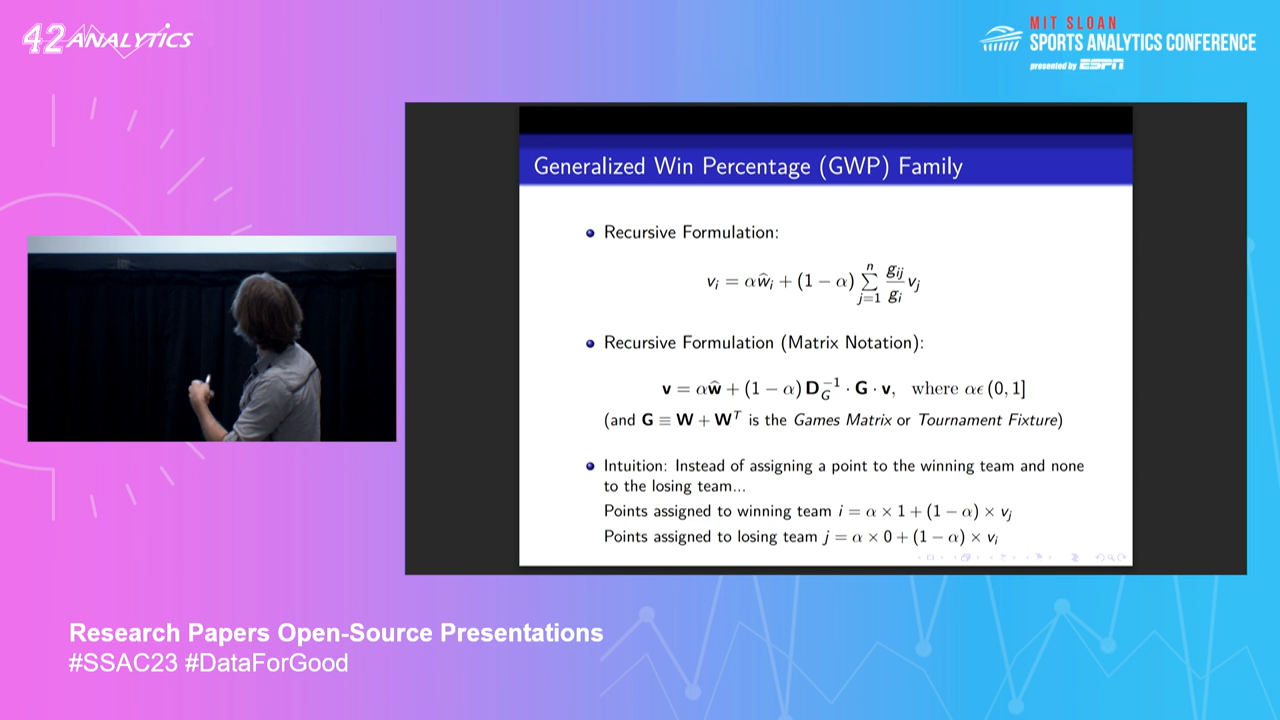 42 ANALYTICS
MIT SLOAN
SPORTS ANALYTICS CONFERENCE
presented by ESPN
Generalized Win Percentage (GWP) Family
Recursive Formulation:
v_i = αŵ_i + (1 − α) ∑_{j=1}^{n} g_{ij}/g_i v_j
Recursive Formulation (Matrix Notation):
v = αŵ + (1 − α) D_G^{−1} · G · v, where αϵ (0, 1]
(and G ≡ W + W^T is the Games Matrix or Tournament Fixture)
Intuition: Instead of assigning a point to the winning team and none
to the losing team...
Points assigned to winning team i = α × 1 + (1 − α) × v_j
Points assigned to losing team j = α × 0 + (1 − α) × v_i
Research Papers Open-Source Presentations
#SSAC23 #DataForGood